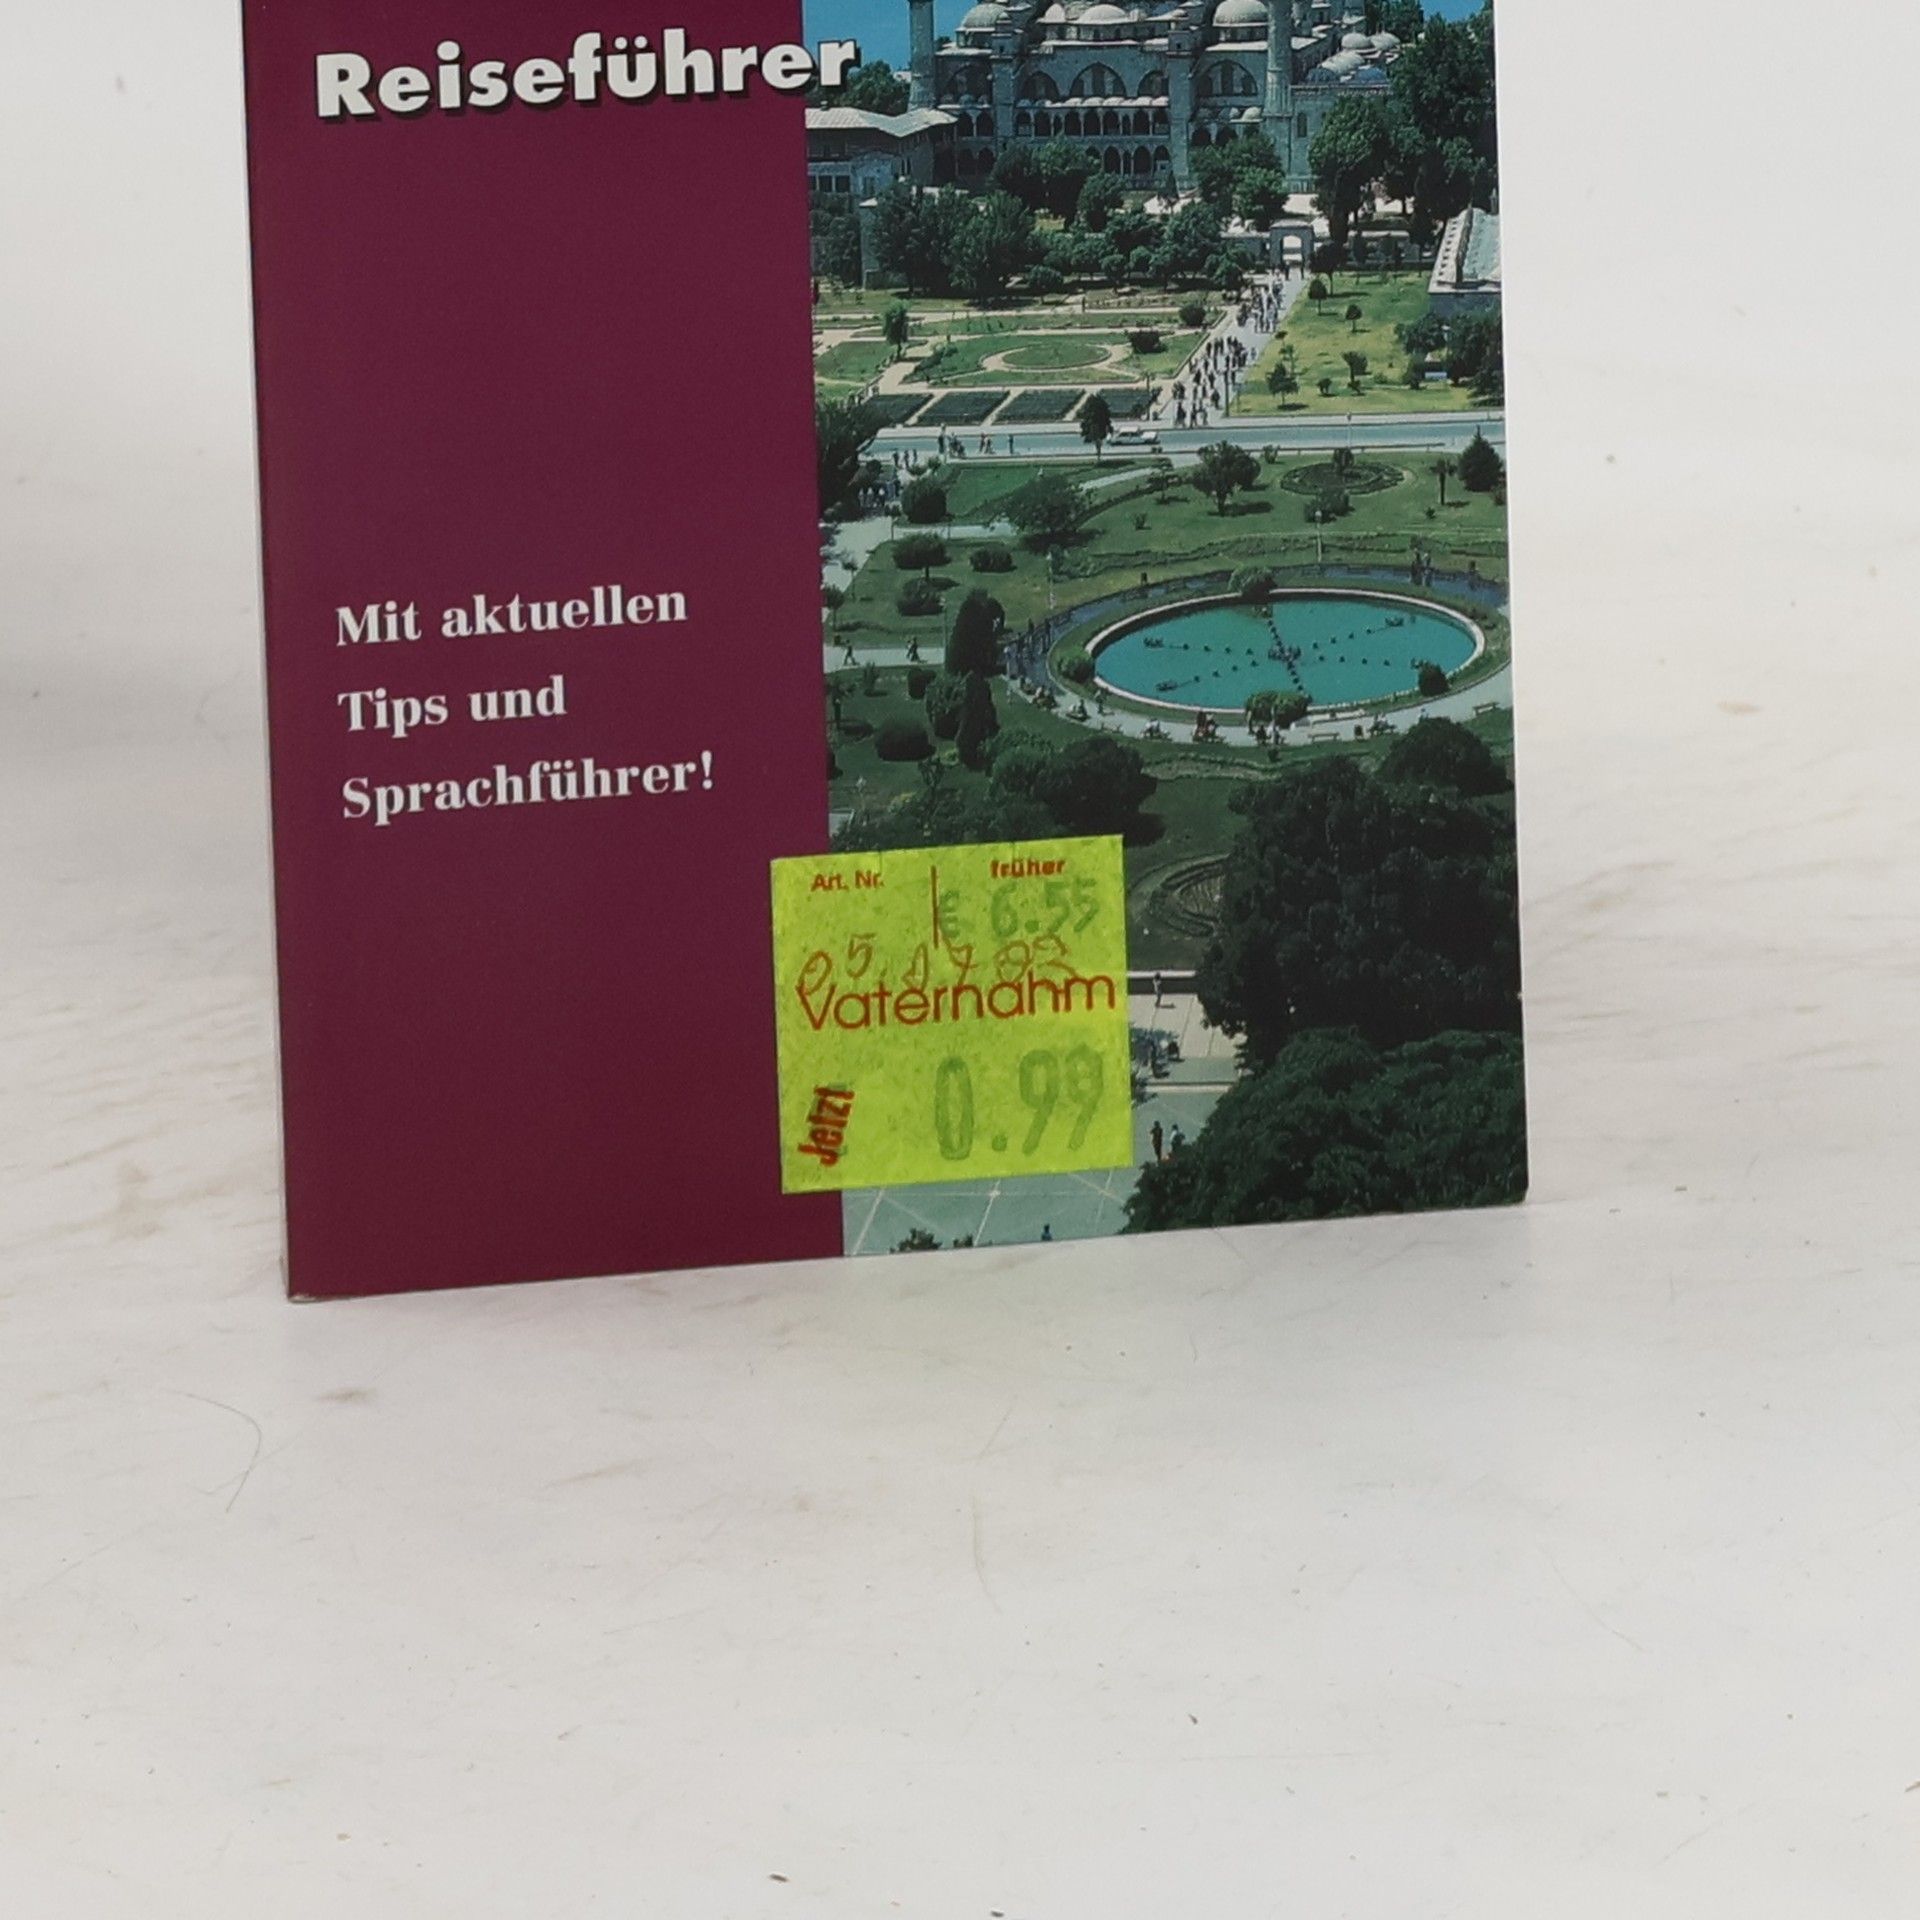 Reiseführer
Mit aktuellen
Tips und
Sprachführer!
Art. Nr. früher
€ 6.55
Vaternahm
Jetzt 0.99